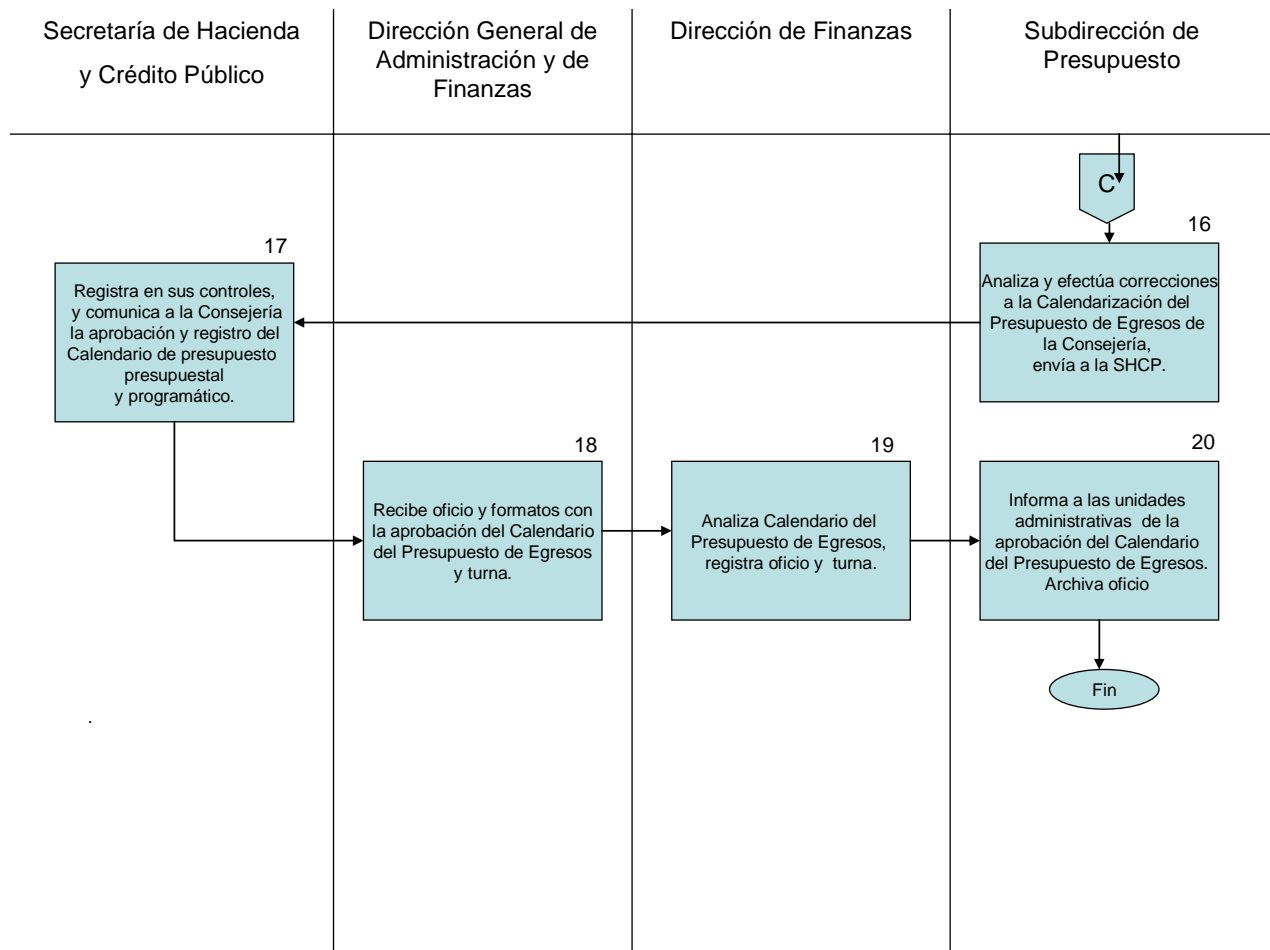 Secretaría de Hacienda
y Crédito Público
Dirección General de
Administración y de
Finanzas
Dirección de Finanzas
Subdirección de
Presupuesto
C
16
Analiza y efectúa correcciones
a la Calendarización del
Presupuesto de Egresos de
la Consejería,
envía a la SHCP.
17
Registra en sus controles,
y comunica a la Consejería
la aprobación y registro del
Calendario de presupuesto
presupuestal
y programático.
18
Recibe oficio y formatos con
la aprobación del Calendario
del Presupuesto de Egresos
y turna.
19
Analiza Calendario del
Presupuesto de Egresos,
registra oficio y turna.
20
Informa a las unidades
administrativas de la
aprobación del Calendario
del Presupuesto de Egresos.
Archiva oficio
Fin
.